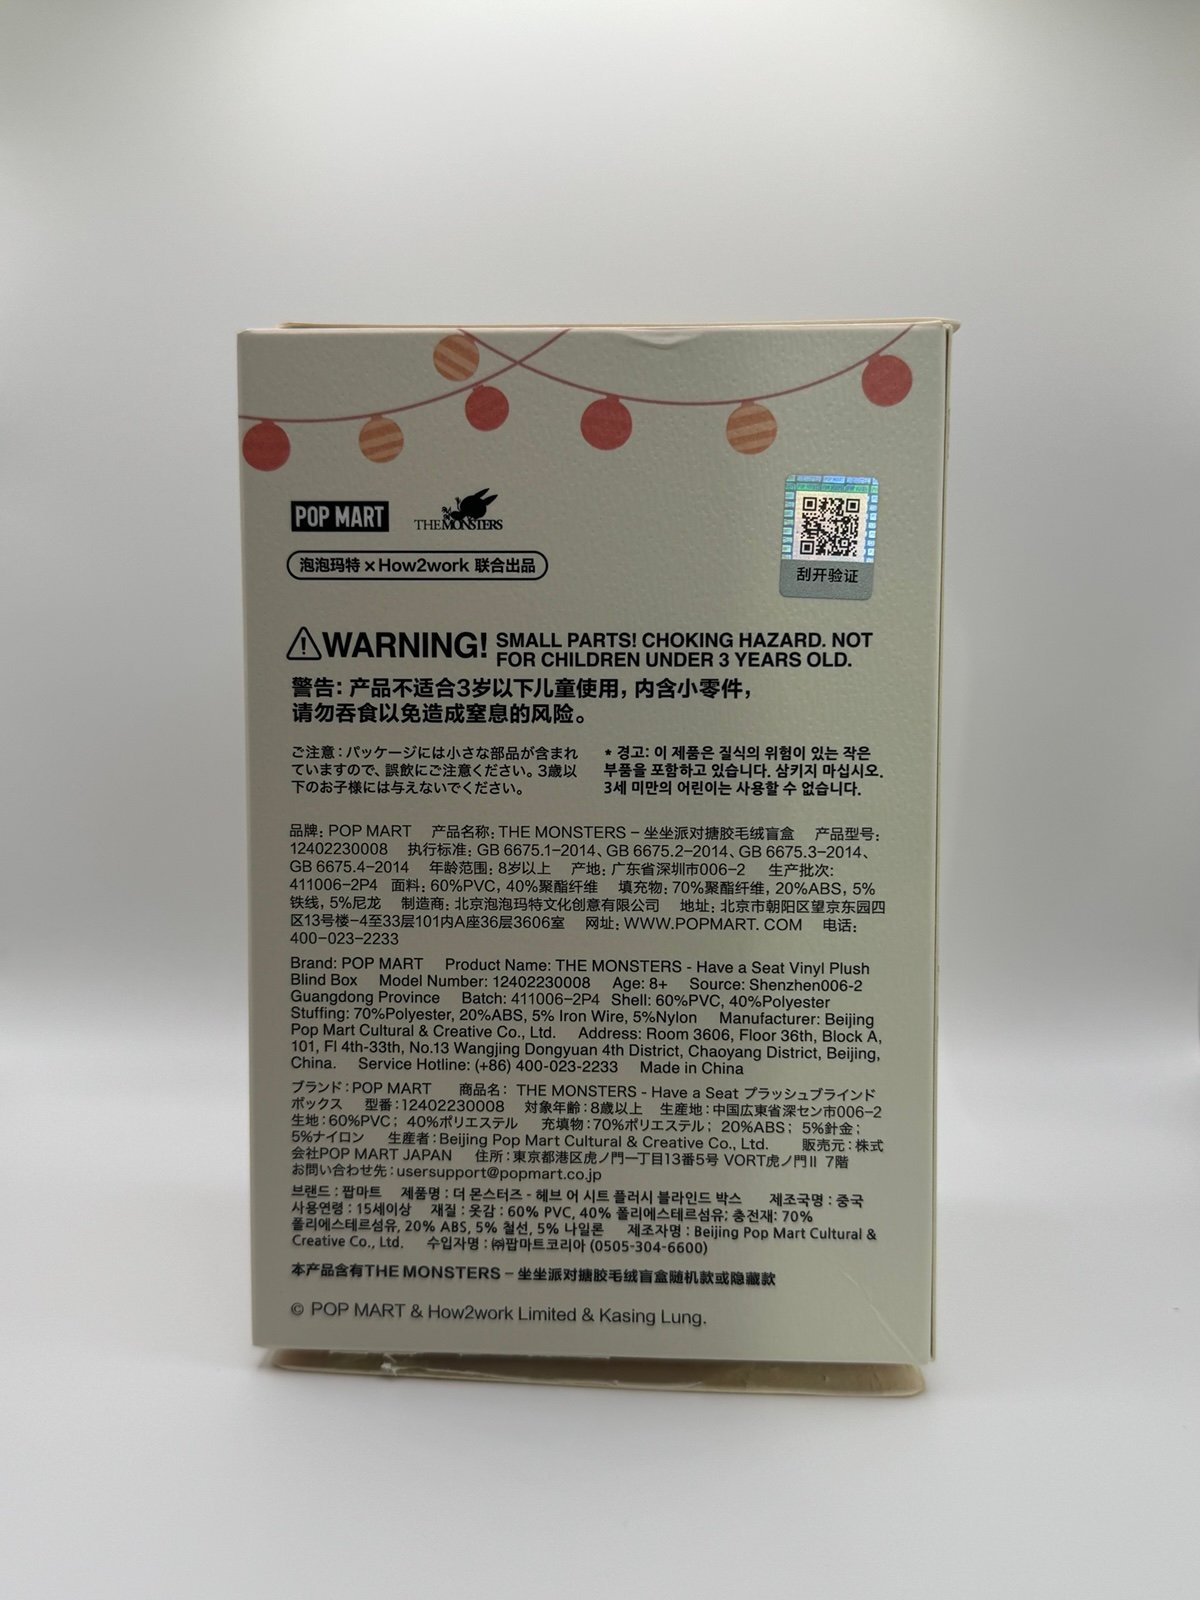 POP MART
THE MONSTERS
泡泡玛特 × How2work 联合出品
刮开验证
WARNING! SMALL PARTS! CHOKING HAZARD. NOT
FOR CHILDREN UNDER 3 YEARS OLD.
警告: 产品不适合3岁以下儿童使用, 内含小零件,
请勿吞食以免造成窒息的风险。
ご注意:パッケージには小さな部品が含まれ
ていますので、誤飲にご注意ください。3歳以
下のお子様には与えないでください。
* 경고: 이 제품은 질식의 위험이 있는 작은
부품을 포함하고 있습니다. 삼키지 마십시오.
3세 미만의 어린이는 사용할 수 없습니다.
品牌: POP MART 产品名称: THE MONSTERS – 坐坐派对搪胶毛绒盲盒 产品型号:
12402230008 执行标准: GB 6675.1–2014、GB 6675.2–2014、GB 6675.3–2014、
GB 6675.4–2014 年龄范围: 8岁以上 产地: 广东省深圳市006–2 生产批次:
411006–2P4 面料: 60%PVC, 40%聚酯纤维 填充物: 70%聚酯纤维, 20%ABS, 5%
铁线, 5%尼龙 制造商: 北京泡泡玛特文化创意有限公司 地址: 北京市朝阳区望京东园四
区13号楼–4至33层101内A座36层3606室 网址: WWW.POPMART. COM 电话:
400–023–2233
Brand: POP MART Product Name: THE MONSTERS - Have a Seat Vinyl Plush
Blind Box Model Number: 12402230008 Age: 8+ Source: Shenzhen006-2
Guangdong Province Batch: 411006–2P4 Shell: 60%PVC, 40%Polyester
Stuffing: 70%Polyester, 20%ABS, 5% Iron Wire, 5%Nylon Manufacturer: Beijing
Pop Mart Cultural & Creative Co., Ltd. Address: Room 3606, Floor 36th, Block A,
101, Fl 4th-33th, No.13 Wangjing Dongyuan 4th District, Chaoyang District, Beijing,
China. Service Hotline: (+86) 400-023-2233 Made in China
ブランド:POP MART 商品名: THE MONSTERS - Have a Seat プラッシュブラインド
ボックス 型番:12402230008 対象年齢:8歳以上 生産地:中国広東省深セン市006–2
生地:60%PVC; 40%ポリエステル 充填物:70%ポリエステル; 20%ABS; 5%針金;
5%ナイロン 生産者:Beijing Pop Mart Cultural & Creative Co., Ltd. 販売元:株式
会社POP MART JAPAN 住所:東京都港区虎ノ門一丁目13番5号 VORT虎ノ門II 7階
お問い合わせ先:usersupport@popmart.co.jp
브랜드 : 팝마트 제품명 : 더 몬스터즈 - 헤브 어 시트 플러시 블라인드 박스 제조국명 : 중국
사용연령 : 15세이상 재질 : 옷감 : 60% PVC, 40% 폴리에스테르섬유; 충전재: 70%
폴리에스테르섬유, 20% ABS, 5% 철선, 5% 나일론 제조자명 : Beijing Pop Mart Cultural &
Creative Co., Ltd. 수입자명 : ㈜팝마트코리아 (0505-304-6600)
本产品含有THE MONSTERS – 坐坐派对搪胶毛绒盲盒随机款或隐藏款
© POP MART & How2work Limited & Kasing Lung.